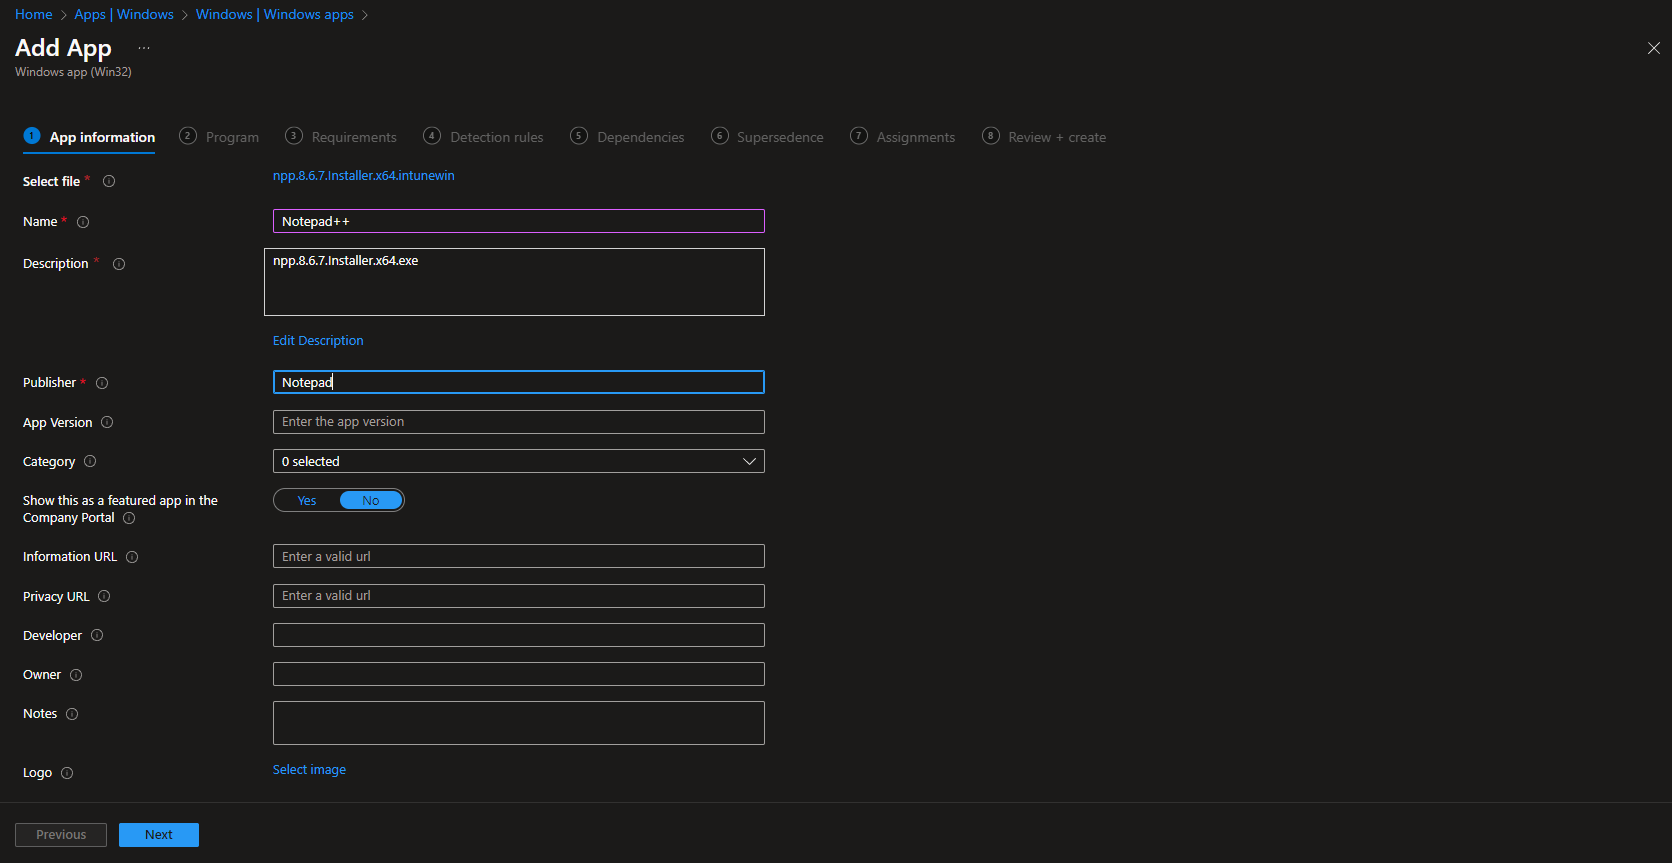 Home > Apps | Windows > Windows | Windows apps >
Add App ...
Windows app (Win32)
1 App information 2 Program 3 Requirements 4 Detection rules 5 Dependencies 6 Supersedence 7 Assignments 8 Review + create
Select file * npp.8.6.7.Installer.x64.intunewin
Name * Notepad++
Description * npp.8.6.7.Installer.x64.exe
Edit Description
Publisher * Notepad
App Version Enter the app version
Category 0 selected
Show this as a featured app in the Yes No
Company Portal
Information URL Enter a valid url
Privacy URL Enter a valid url
Developer
Owner
Notes
Logo Select image
Previous Next